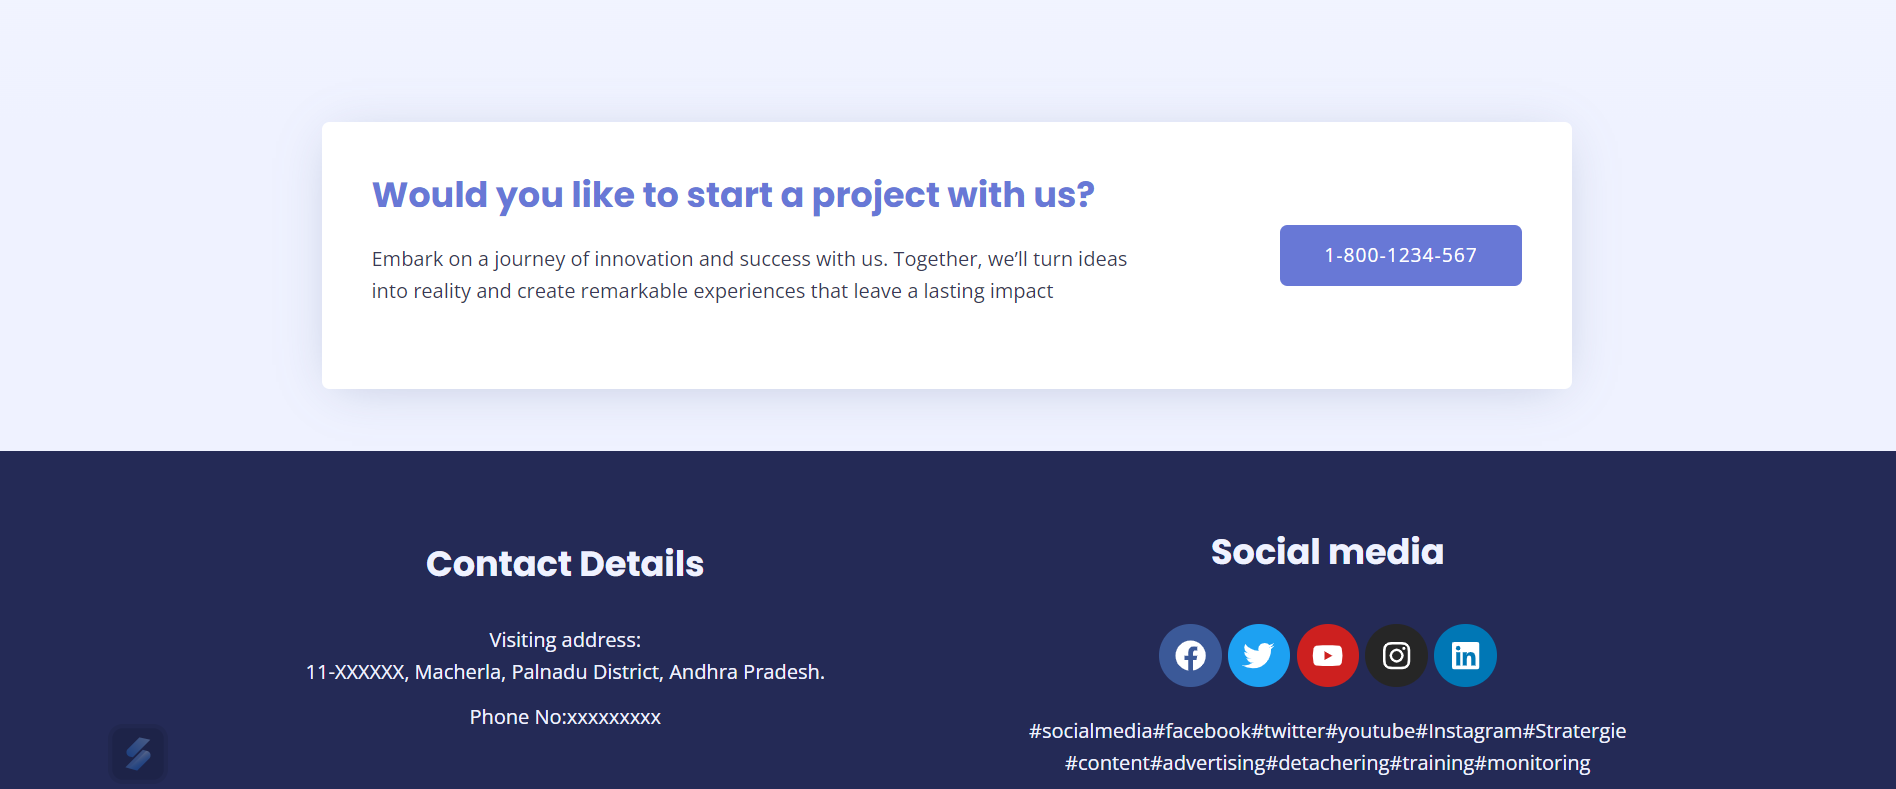 Would you like to start a project with us?
Embark on a journey of innovation and success with us. Together, we’ll turn ideas
into reality and create remarkable experiences that leave a lasting impact
1-800-1234-567
Contact Details
Visiting address:
11-XXXXXX, Macherla, Palnadu District, Andhra Pradesh.
Phone No:xxxxxxxxx
Social media
#socialmedia#facebook#twitter#youtube#Instagram#Stratergie
#content#advertising#detachering#training#monitoring